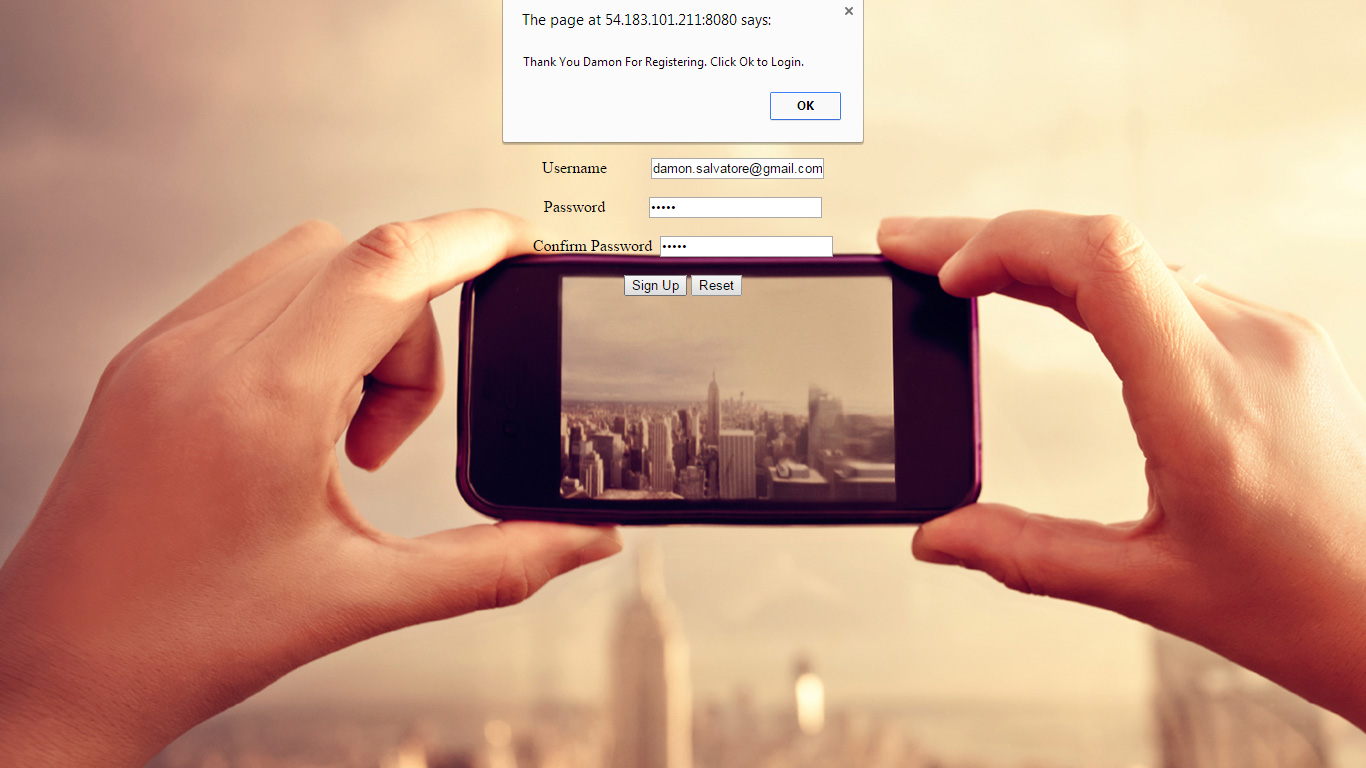 The page at 54.183.101.211:8080 says:
Thank You Damon For Registering. Click Ok to Login.
OK
Username damon.salvatore@gmail.com
Password •••••
Confirm Password •••••
Sign Up Reset